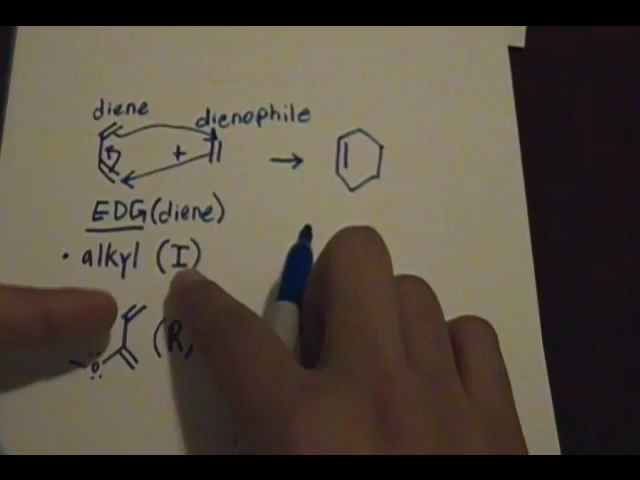 diene
dienophile
+
→
EDG (diene)
· alkyl (I)
(R,
:O: